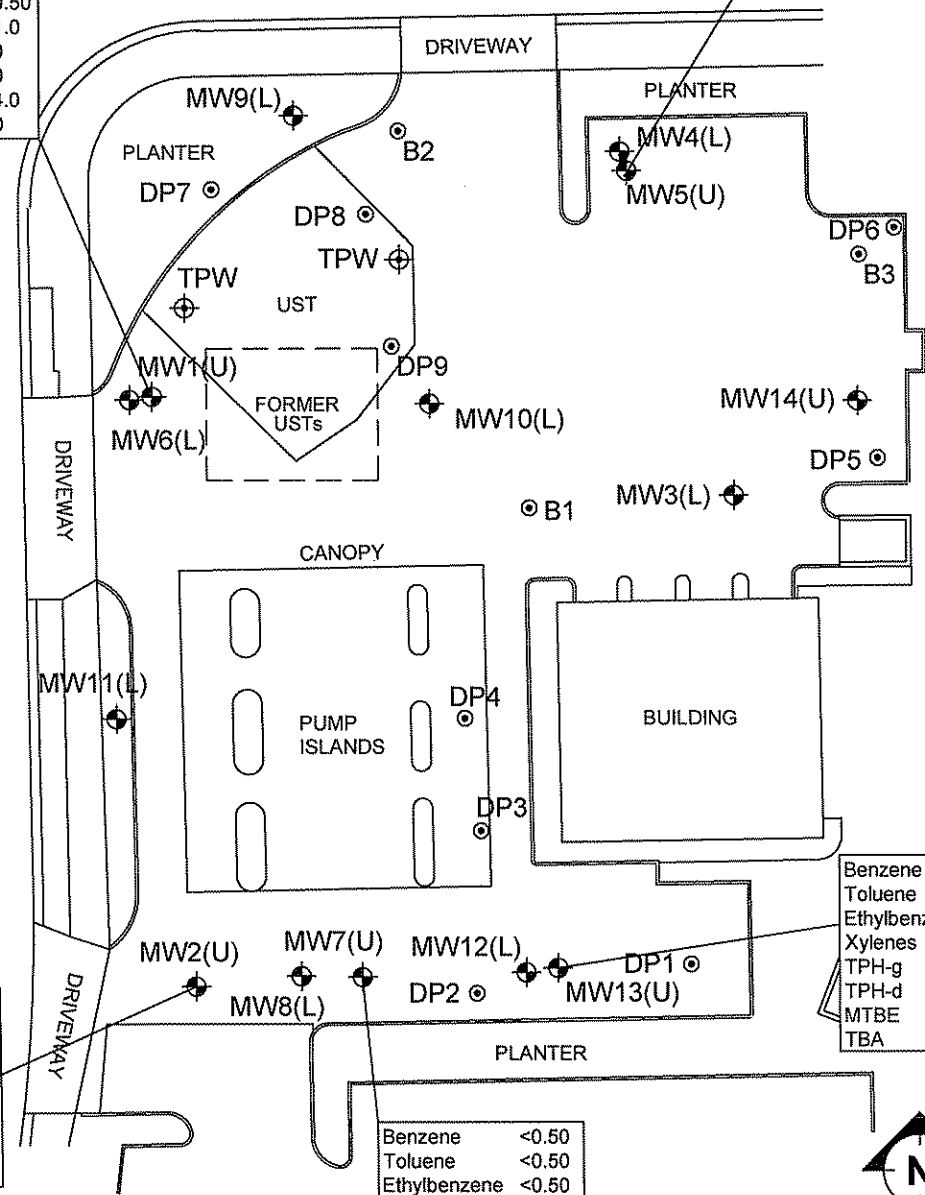 DRIVEWAY
PLANTER
MW9(L)
MW4(L)
B2
PLANTER
MW5(U)
DP7
DP8
DP6
TPW
B3
TPW
UST
DP9
MW1(U)
FORMER
USTs
MW10(L)
MW14(U)
MW6(L)
DRIVEWAY
DP5
MW3(L)
B1
CANOPY
MW11(L)
DP4
PUMP
ISLANDS
BUILDING
DP3
Benzene
Toluene
Xylenes
TPH-g
TPH-d
MTBE
TBA
MW2(U)
MW7(U)
MW12(L)
DP1
MW8(L)
DP2
MW13(U)
DRIVEWAY
PLANTER
Benzene <0.50
Toluene <0.50
Ethylbenzene <0.50
N